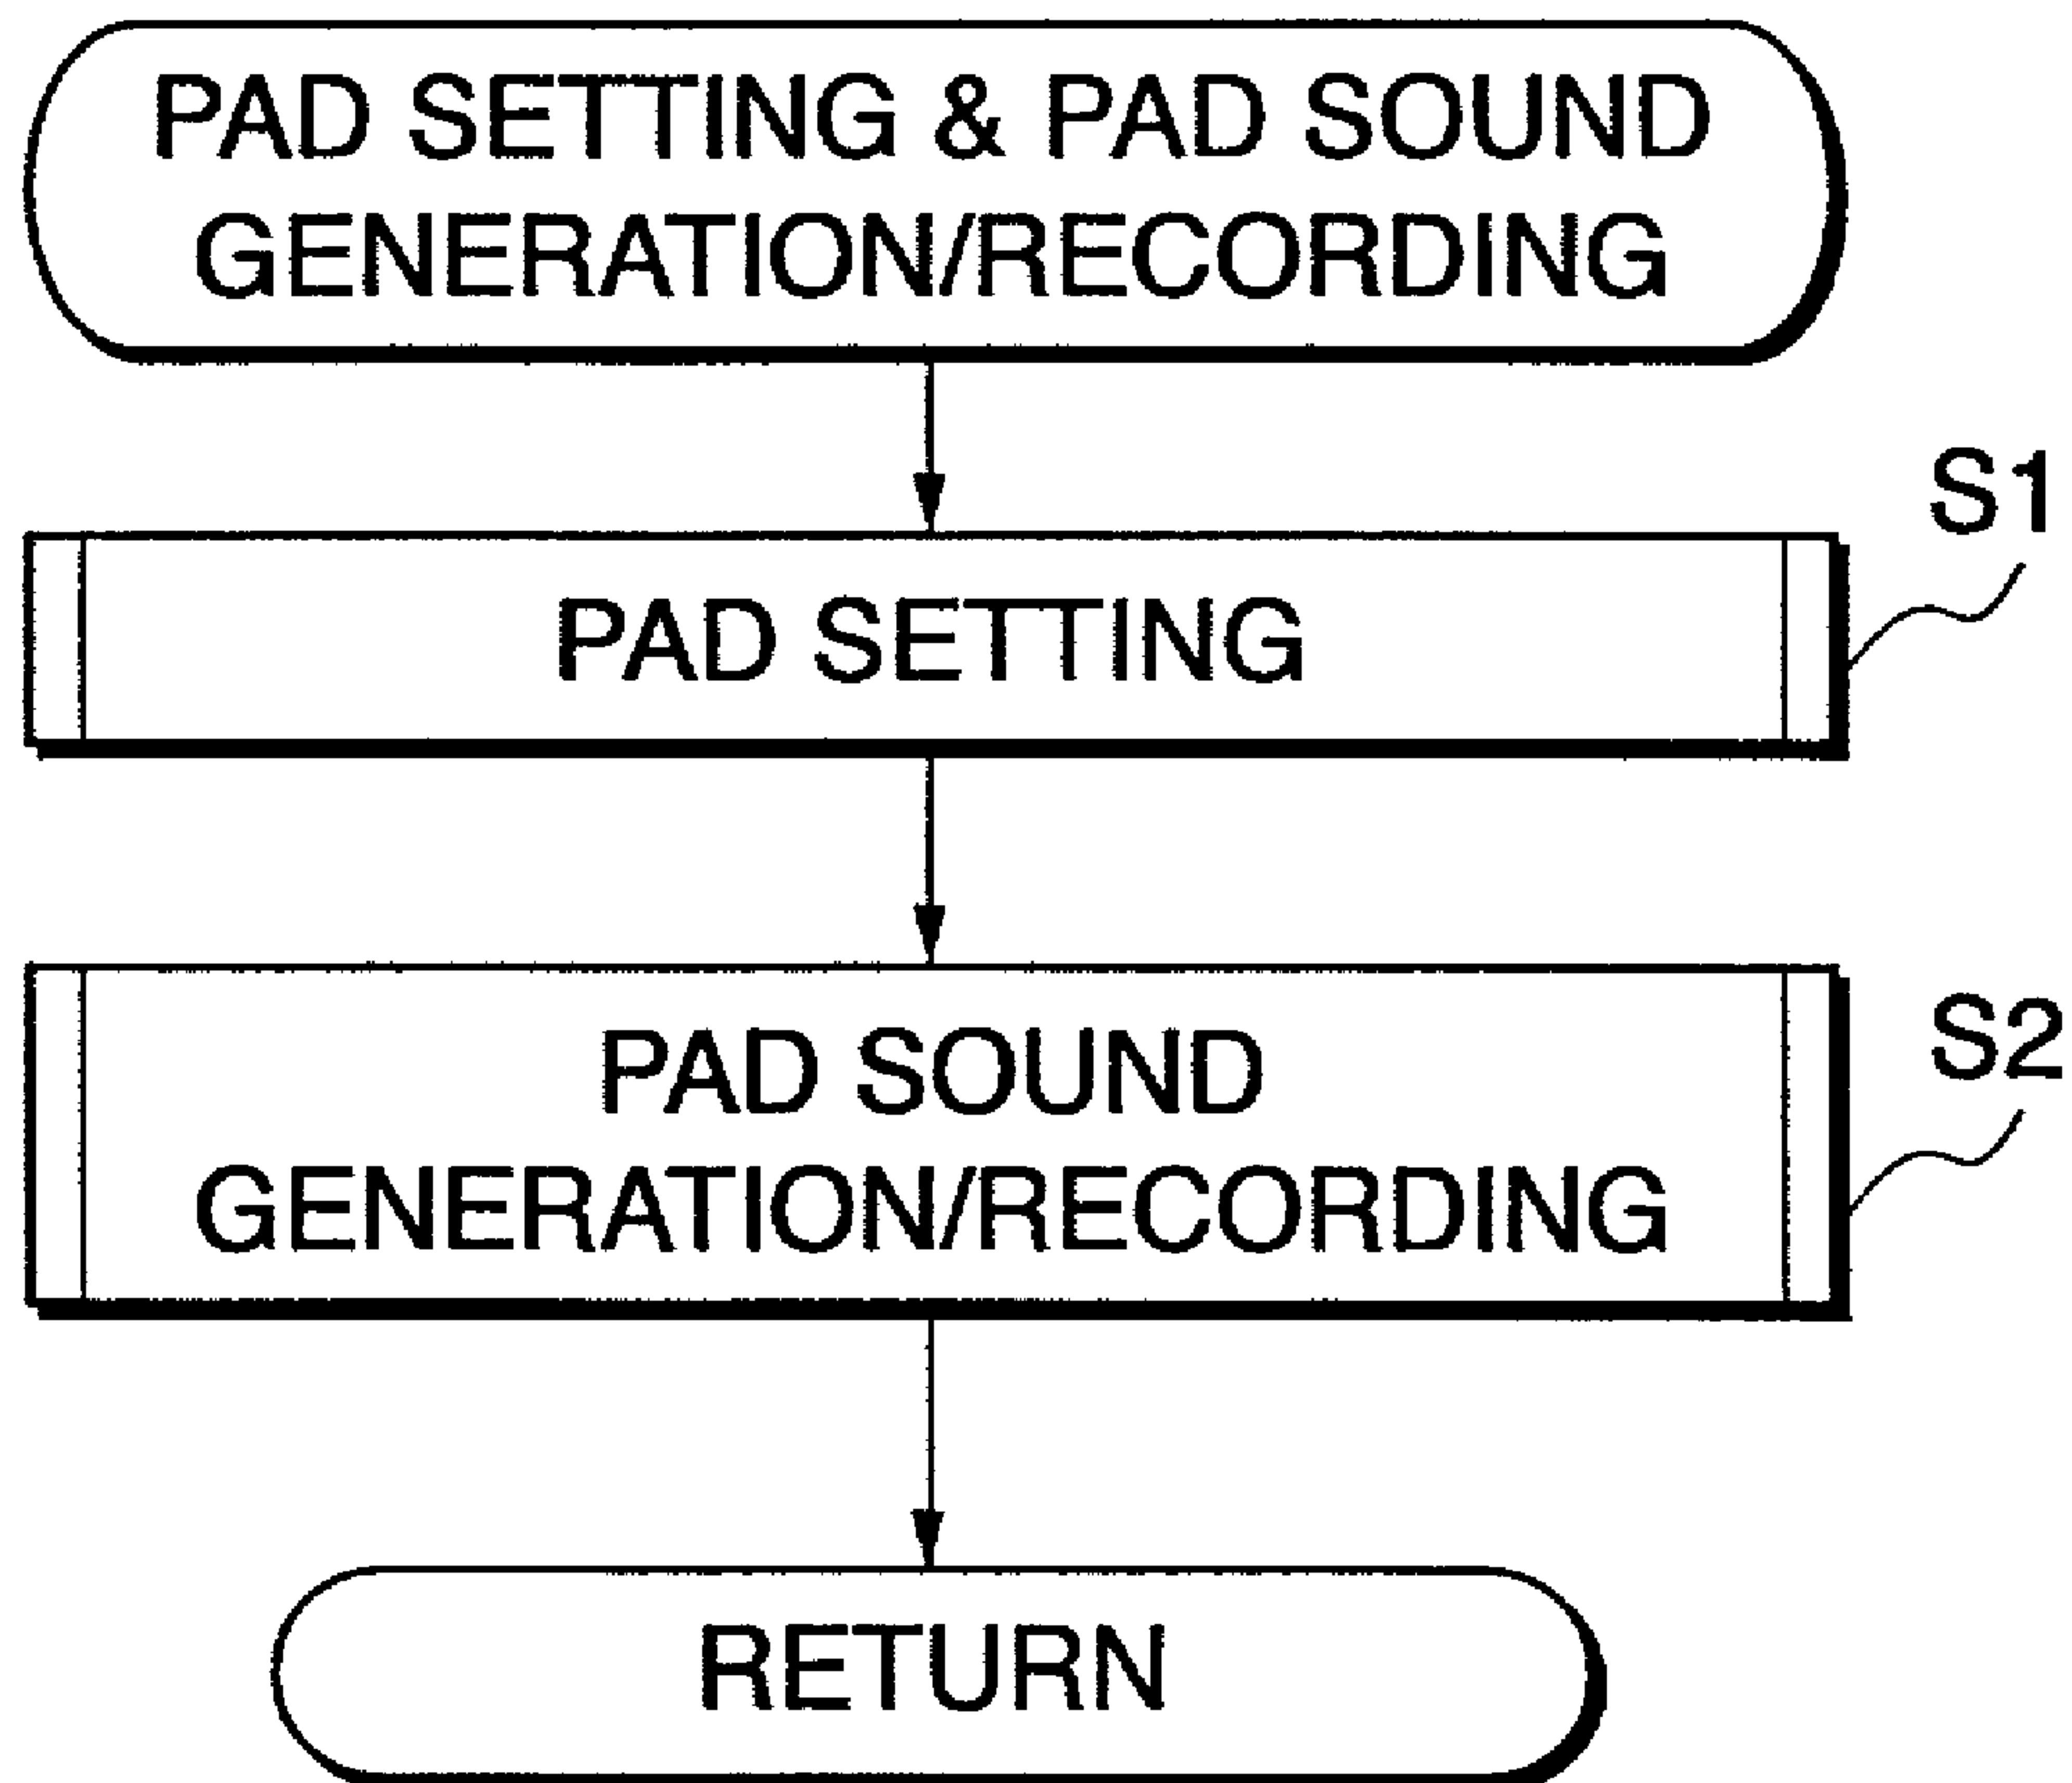 PAD SETTING & PAD SOUND
GENERATION/RECORDING
S1
PAD SETTING
S2
PAD SOUND
GENERATION/RECORDING
RETURN